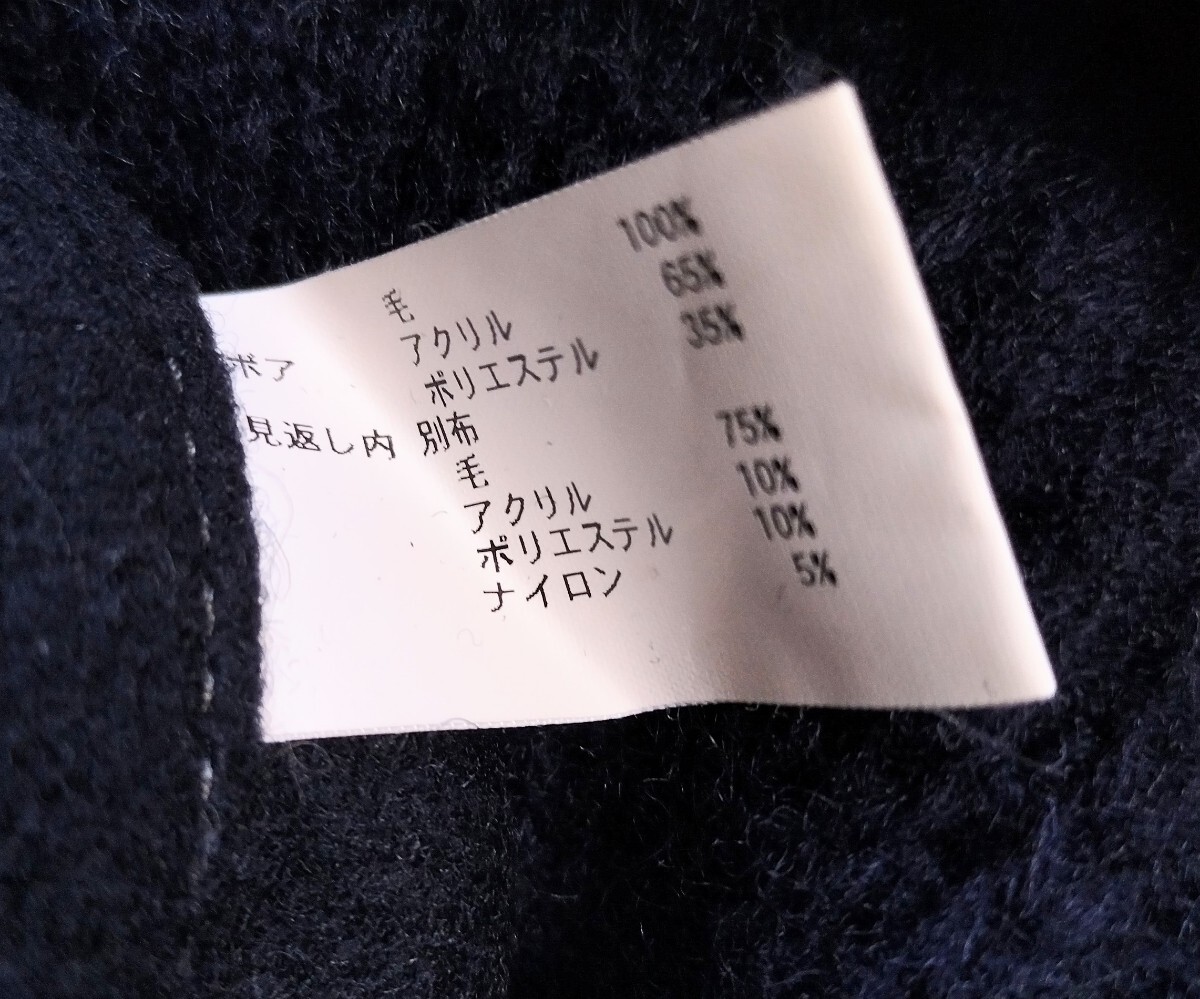 毛 100%
ボア アクリル 65%
ポリエステル 35%
見返し内 別布
毛 75%
アクリル 10%
ポリエステル 10%
ナイロン 5%